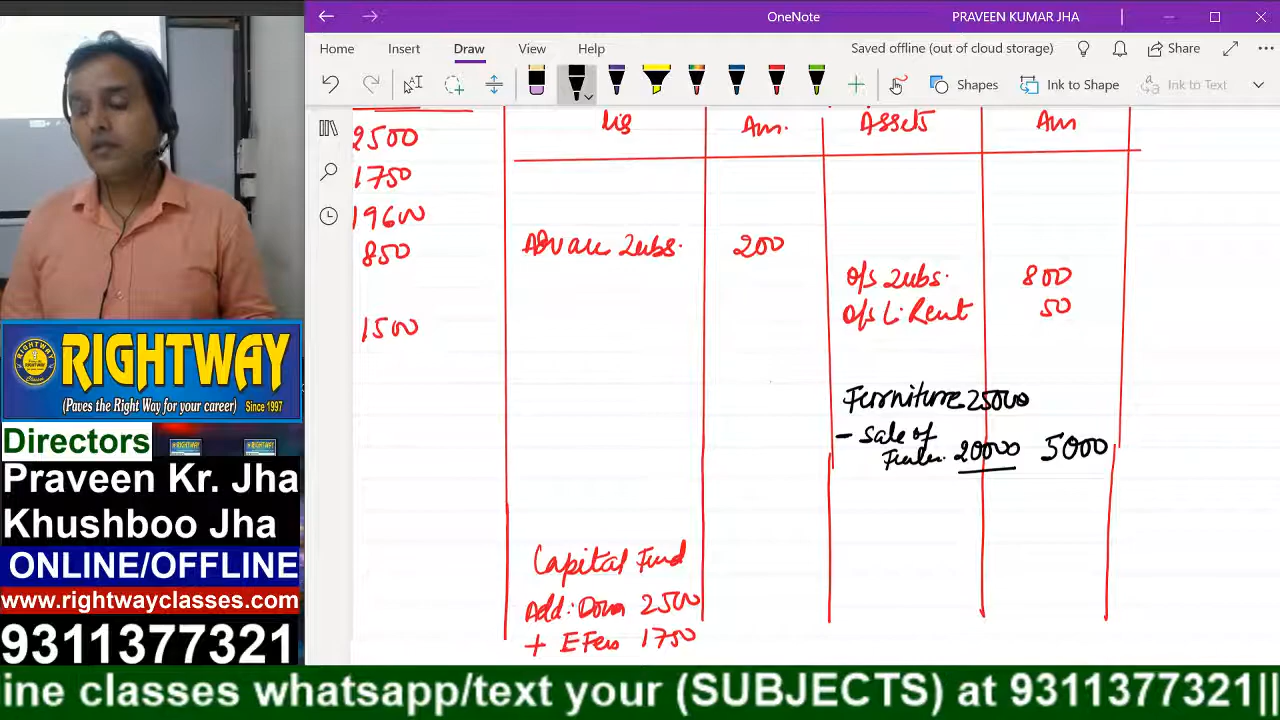 OneNote
PRAVEEN KUMAR JHA
Home Insert Draw View Help
Saved offline (out of cloud storage)
Share
Shapes
Ink to Shape
Ink to Text
2500
1750
19600
850
1500
Lis Am. Assets Am
Advance Subs. 200
o/s Subs. 800
o/s L. Rent 50
Furniture 25000
- Sale of
Furn. 20000 5000
Capital Fund
Add: Don 2500
+ E Fees 1750
RIGHTWAY
(Paves the Right Way for your career) Since 1997
Directors
Praveen Kr. Jha
Khushboo Jha
ONLINE/OFFLINE
www.rightwayclasses.com
9311377321
ine classes whatsapp/text your (SUBJECTS) at 9311377321||